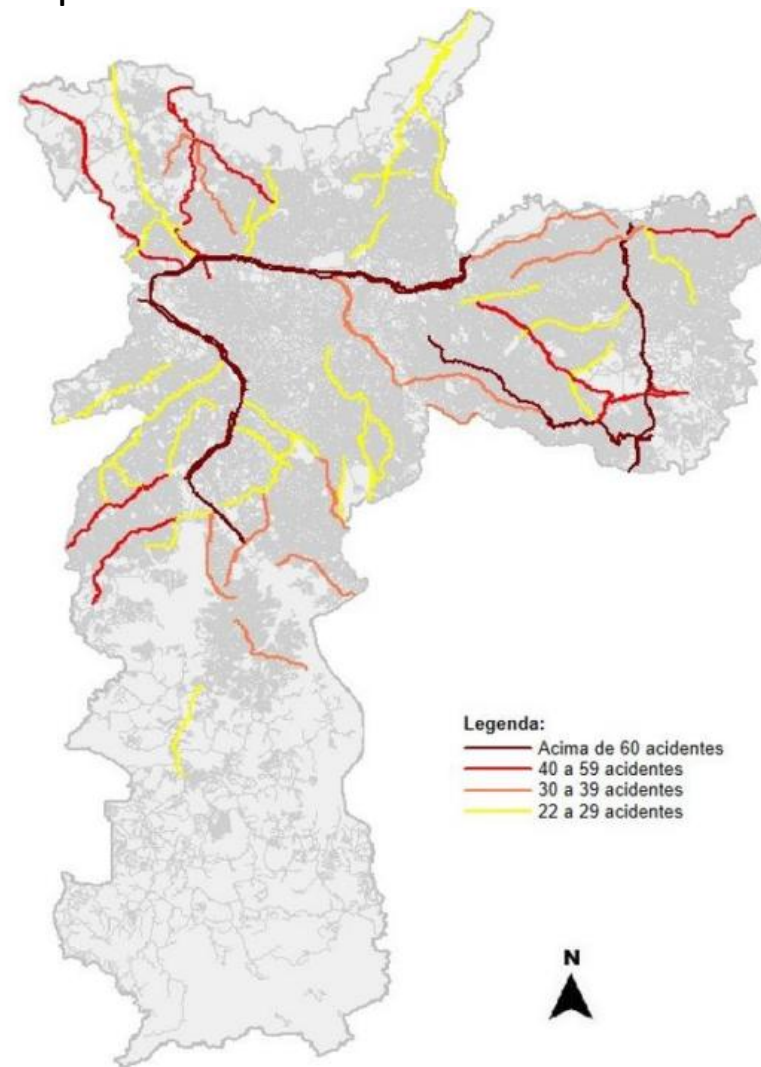 Legenda:
Acima de 60 acidentes
40 a 59 acidentes
30 a 39 acidentes
22 a 29 acidentes
N